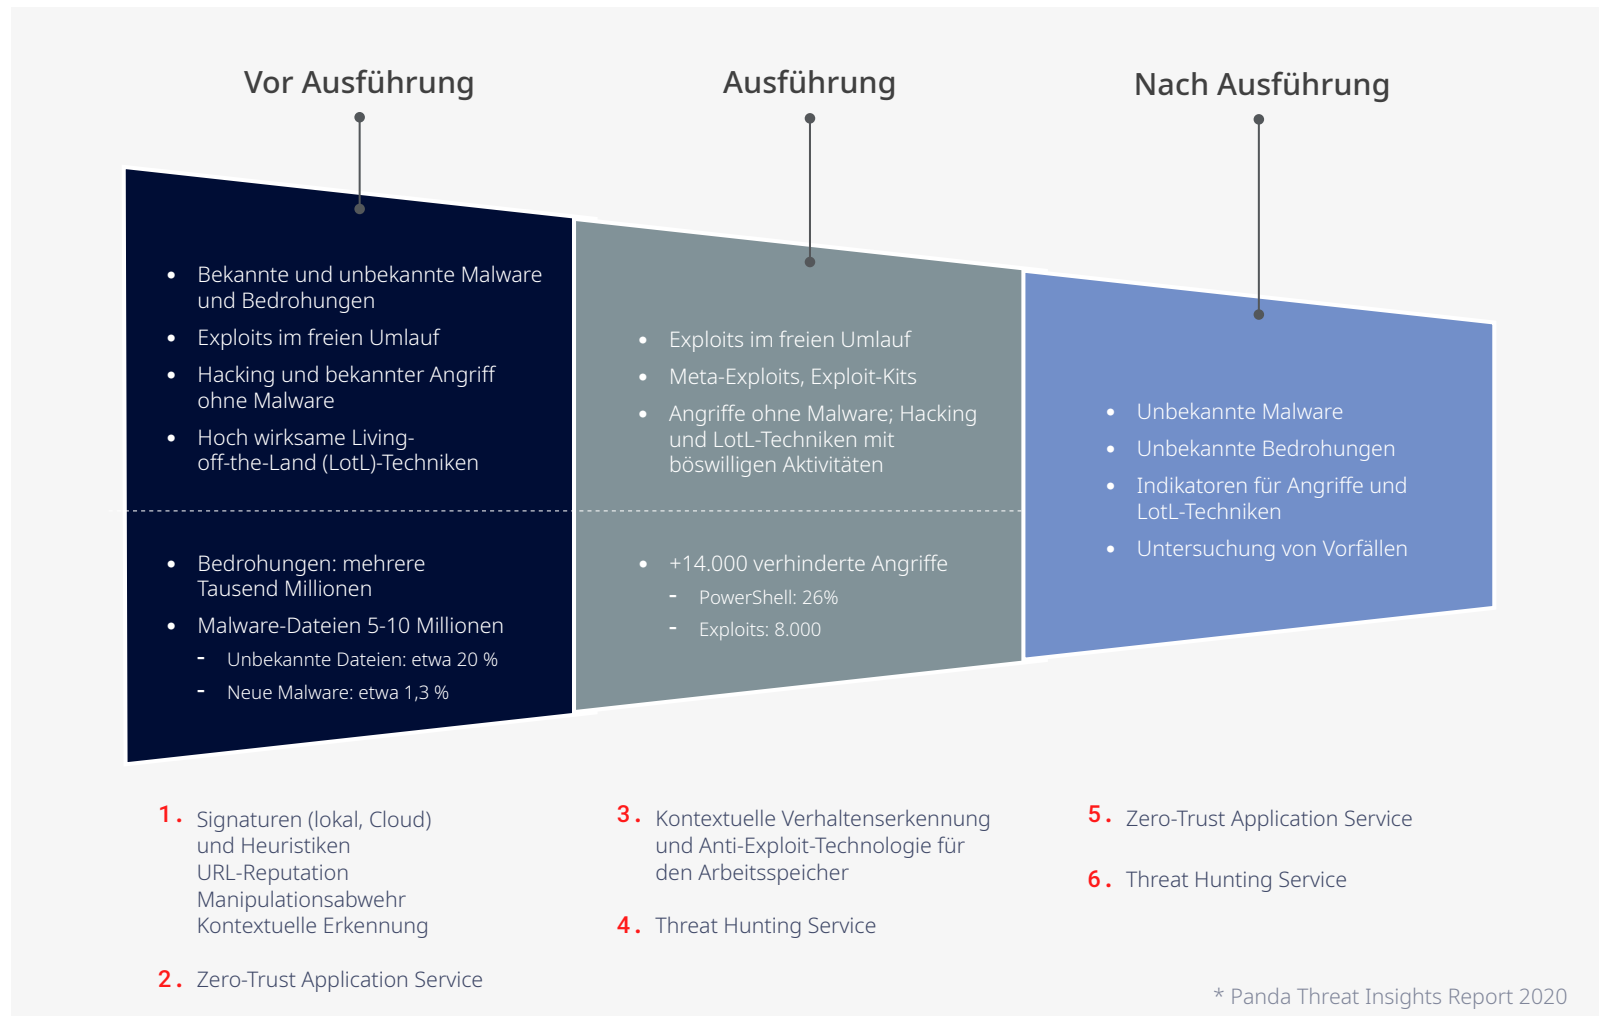 Vor Ausführung
Ausführung
Nach Ausführung
• Bekannte und unbekannte Malware
und Bedrohungen
• Exploits im freien Umlauf
• Hacking und bekannter Angriff
ohne Malware
• Hoch wirksame Living-
off-the-Land (LotL)-Techniken
• Bedrohungen: mehrere
Tausend Millionen
• Malware-Dateien 5-10 Millionen
- Unbekannte Dateien: etwa 20 %
- Neue Malware: etwa 1,3 %
• Exploits im freien Umlauf
• Meta-Exploits, Exploit-Kits
• Angriffe ohne Malware; Hacking
und LotL-Techniken mit
böswilligen Aktivitäten
• +14.000 verhinderte Angriffe
- PowerShell: 26%
- Exploits: 8.000
• Unbekannte Malware
• Unbekannte Bedrohungen
• Indikatoren für Angriffe und
LotL-Techniken
• Untersuchung von Vorfällen
1. Signaturen (lokal, Cloud)
und Heuristiken
URL-Reputation
Manipulationsabwehr
Kontextuelle Erkennung
2. Zero-Trust Application Service
3. Kontextuelle Verhaltenserkennung
und Anti-Exploit-Technologie für
den Arbeitsspeicher
4. Threat Hunting Service
5. Zero-Trust Application Service
6. Threat Hunting Service
* Panda Threat Insights Report 2020